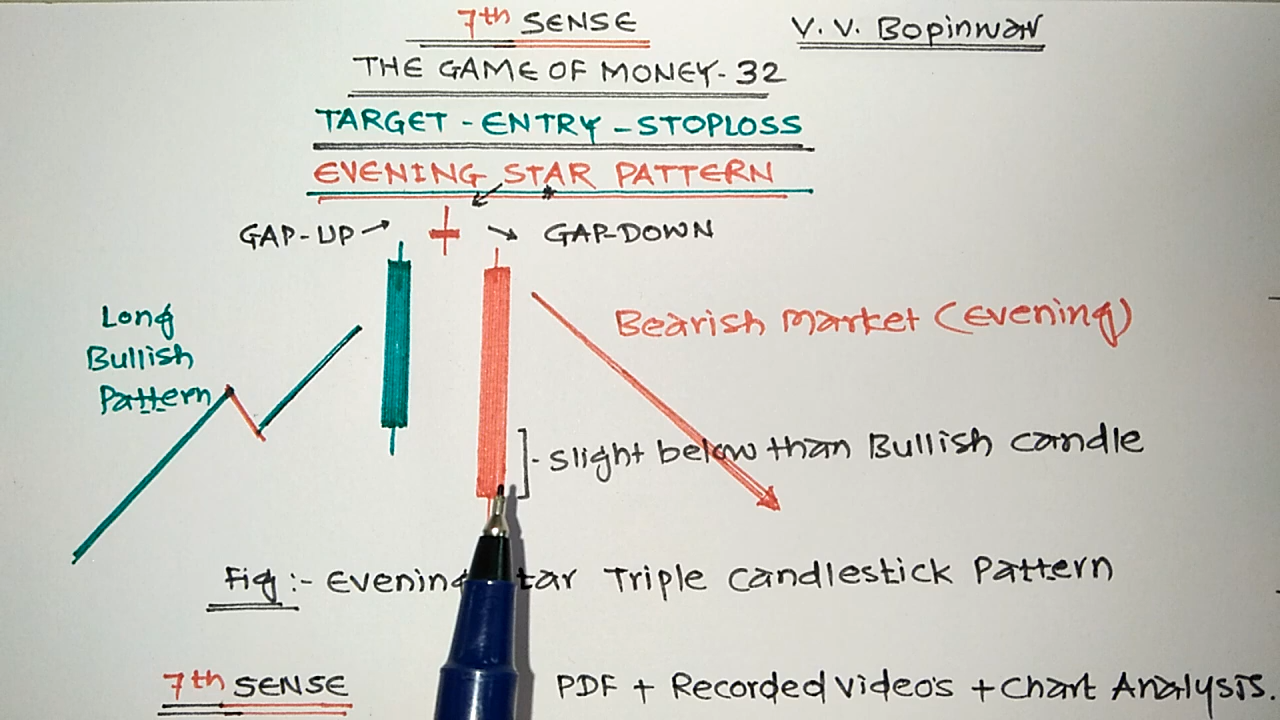 7th SENSE
V. V. Bopinwar
THE GAME OF MONEY-32
TARGET-ENTRY-STOPLOSS
EVENING STAR PATTERN
GAP-UP
GAP-DOWN
Long
Bullish
Pattern
Bearish Market (Evening)
- Slight below than Bullish candle
Fig :- Evening tar Triple Candlestick Pattern
7th SENSE
PDF + Recorded Videos + Chart Analysis.